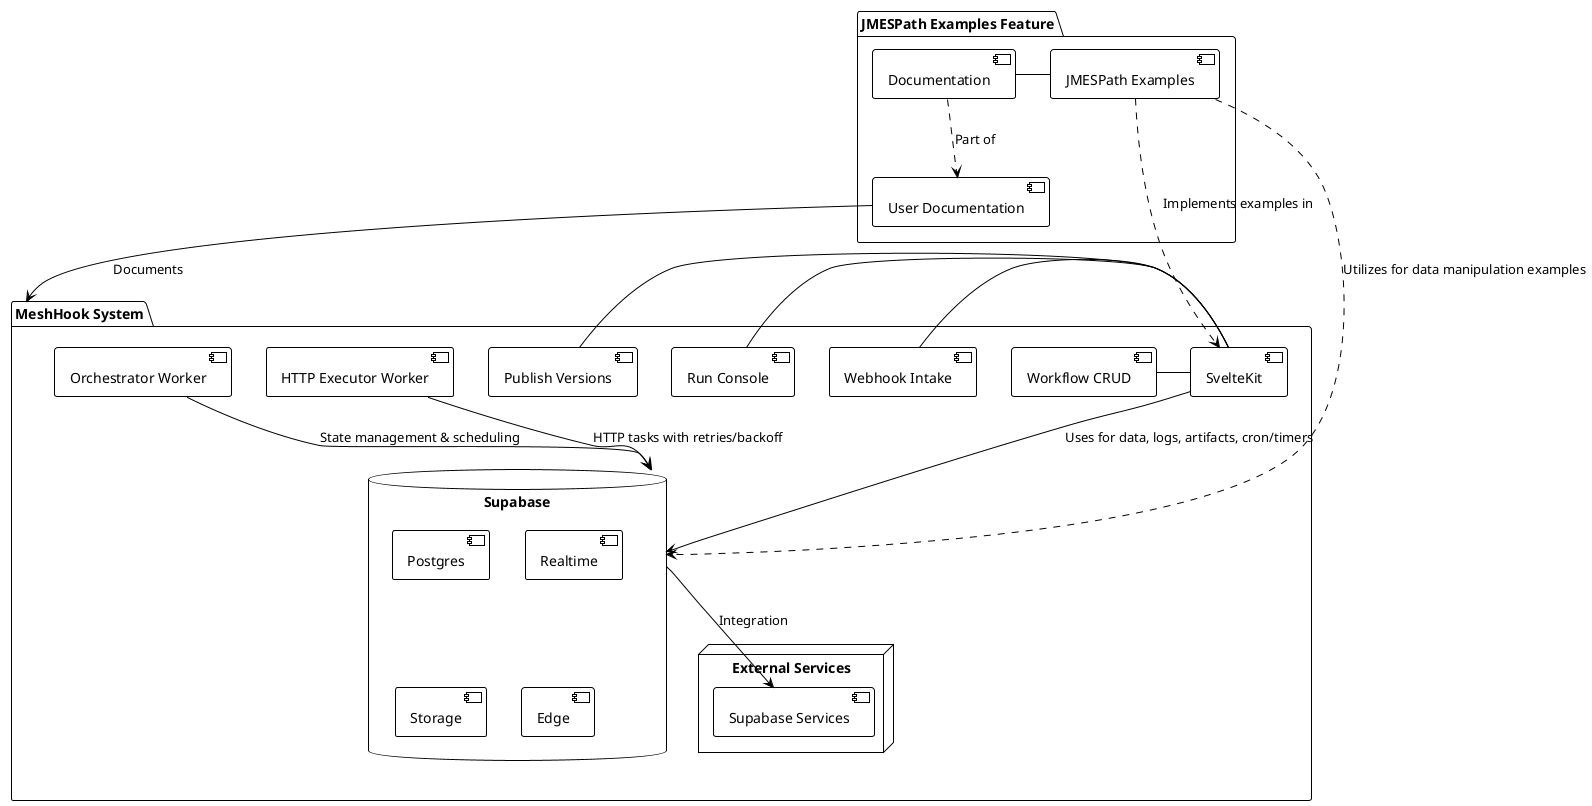 JMESPath Examples Feature
Documentation
JMESPath Examples
Part of
User Documentation
Implements examples in
Utilizes for data manipulation examples
Documents
MeshHook System
Orchestrator Worker
HTTP Executor Worker
Publish Versions
Run Console
Webhook Intake
Workflow CRUD
SvelteKit
State management & scheduling
HTTP tasks with retries/backoff
Uses for data, logs, artifacts, cron/timers
Supabase
Postgres
Realtime
Integration
External Services
Storage
Edge
Supabase Services